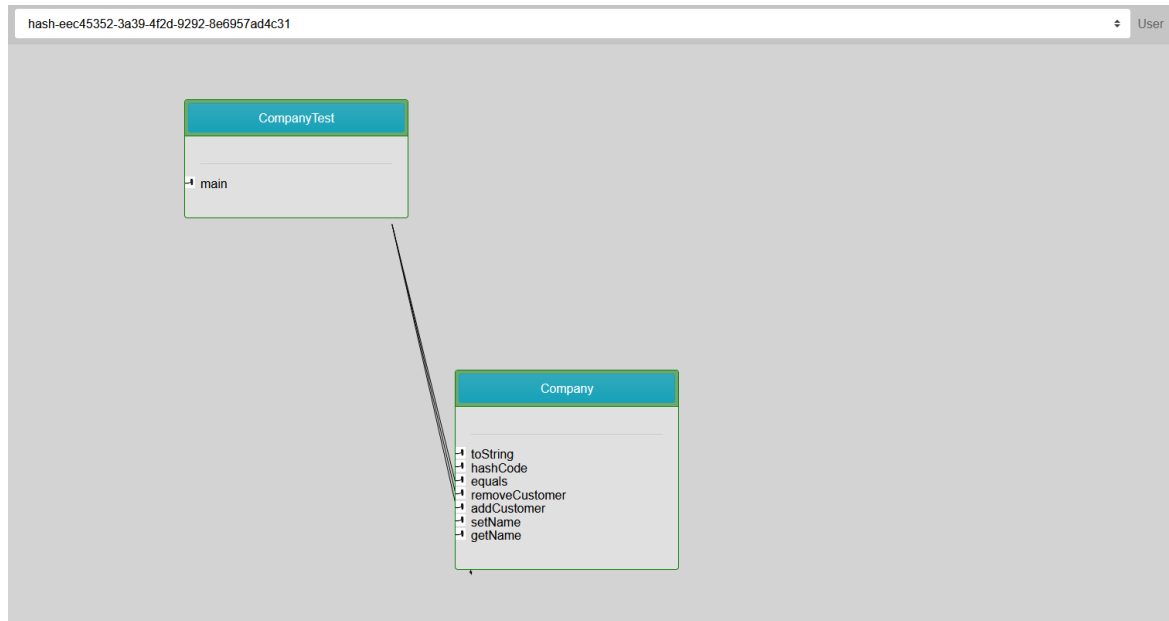 hash-eec45352-3a39-4f2d-9292-8e6957ad4c31
User
CompanyTest
main
Company
toString
hashCode
equals
removeCustomer
addCustomer
setName
getName